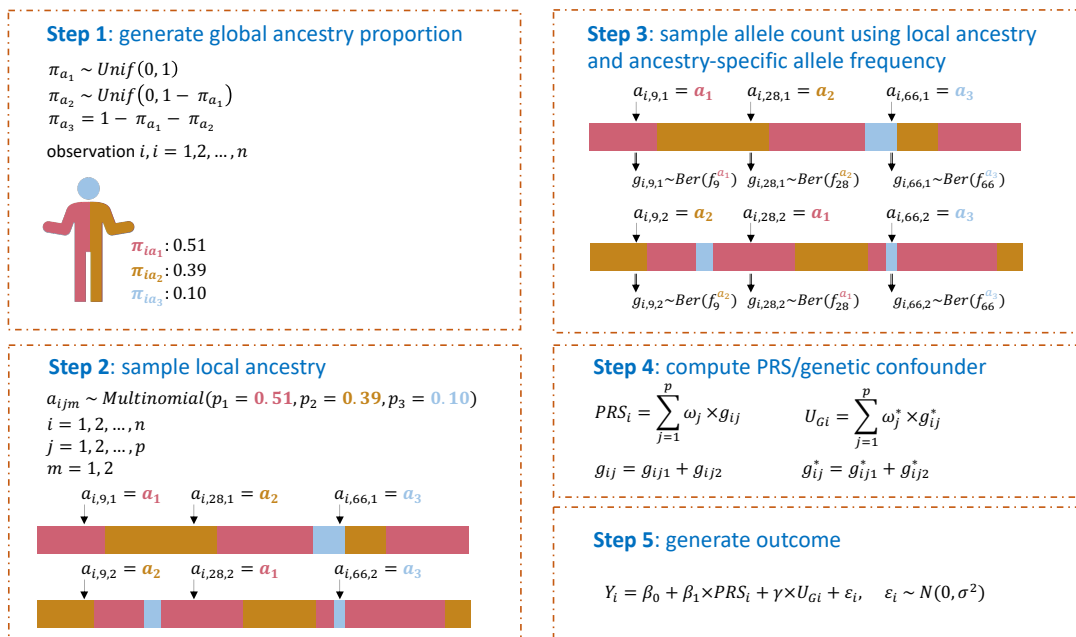 Step 1: generate global ancestry proportion
π_{a_1} ~ Unif(0, 1)
π_{a_2} ~ Unif(0, 1 − π_{a_1})
π_{a_3} = 1 − π_{a_1} − π_{a_2}
observation i, i = 1,2, …, n
π_{ia_1}: 0.51
π_{ia_2}: 0.39
π_{ia_3}: 0.10
Step 2: sample local ancestry
a_{ijm} ~ Multinomial(p_1 = 0.51, p_2 = 0.39, p_3 = 0.10)
i = 1, 2, …, n
j = 1, 2, …, p
m = 1, 2
a_{i,9,1} = a_1 a_{i,28,1} = a_2 a_{i,66,1} = a_3
a_{i,9,2} = a_2 a_{i,28,2} = a_1 a_{i,66,2} = a_3
Step 3: sample allele count using local ancestry
and ancestry-specific allele frequency
a_{i,9,1} = a_1 a_{i,28,1} = a_2 a_{i,66,1} = a_3
g_{i,9,1}~Ber(f_9^{a_1}) g_{i,28,1}~Ber(f_{28}^{a_2}) g_{i,66,1}~Ber(f_{66}^{a_3})
a_{i,9,2} = a_2 a_{i,28,2} = a_1 a_{i,66,2} = a_3
g_{i,9,2}~Ber(f_9^{a_2}) g_{i,28,2}~Ber(f_{28}^{a_1}) g_{i,66,2}~Ber(f_{66}^{a_3})
Step 4: compute PRS/genetic confounder
PRS_i = ∑_{j=1}^{p} ω_j × g_{ij} U_{Gi} = ∑_{j=1}^{p} ω_j^* × g_{ij}^*
g_{ij} = g_{ij1} + g_{ij2} g_{ij}^* = g_{ij1}^* + g_{ij2}^*
Step 5: generate outcome
Y_i = β_0 + β_1×PRS_i + γ×U_{Gi} + ε_i, ε_i ~ N(0, σ^2)